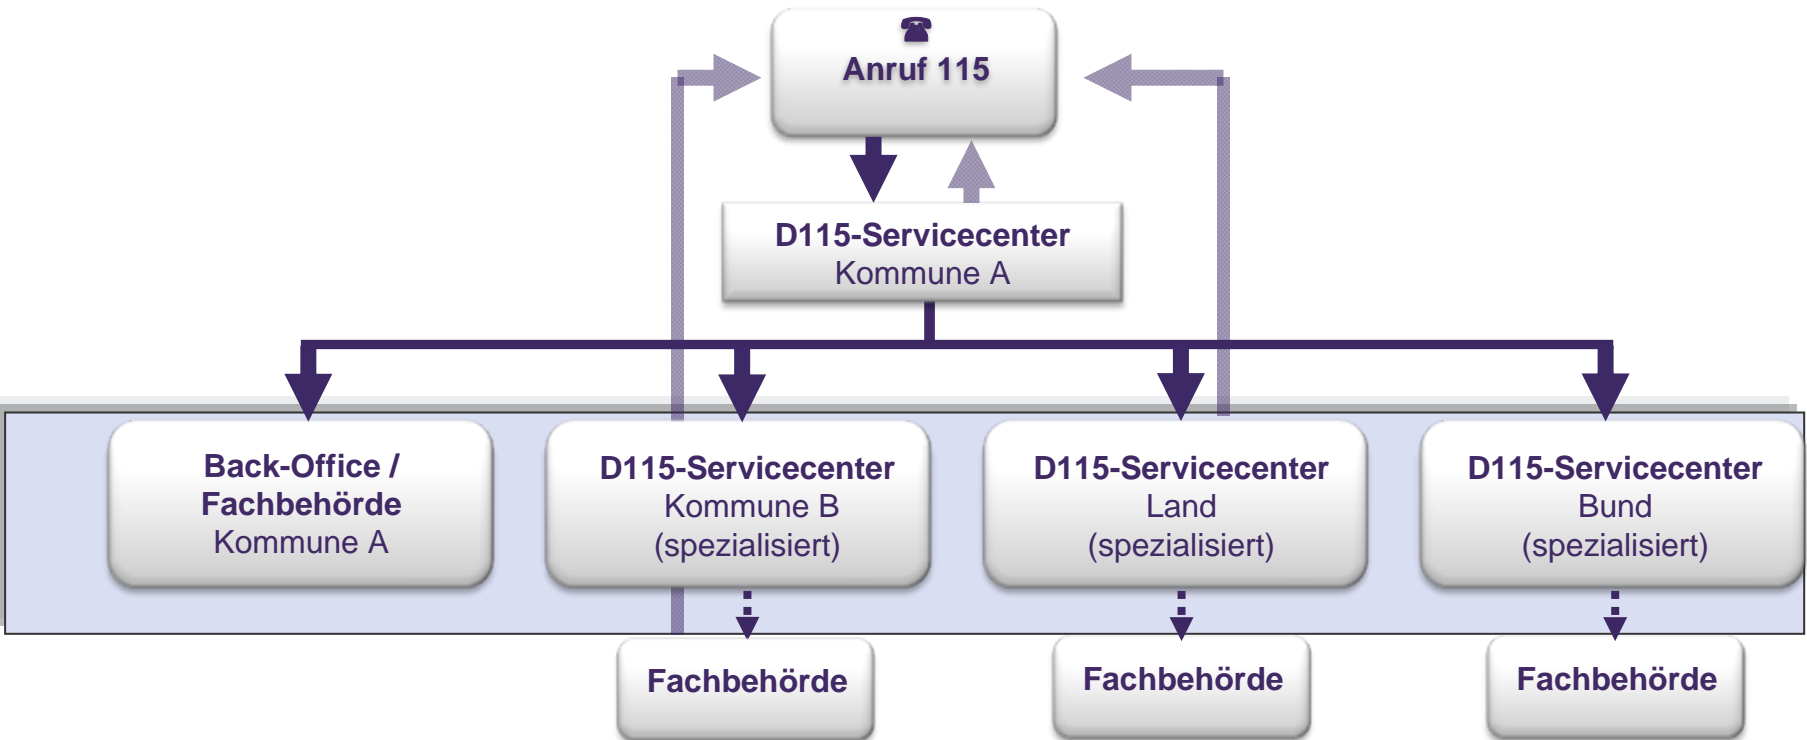 ☎
Anruf 115
D115-Servicecenter
Kommune A
Back-Office /
Fachbehörde
Kommune A
D115-Servicecenter
Kommune B
(spezialisiert)
D115-Servicecenter
Land
(spezialisiert)
D115-Servicecenter
Bund
(spezialisiert)
Fachbehörde
Fachbehörde
Fachbehörde